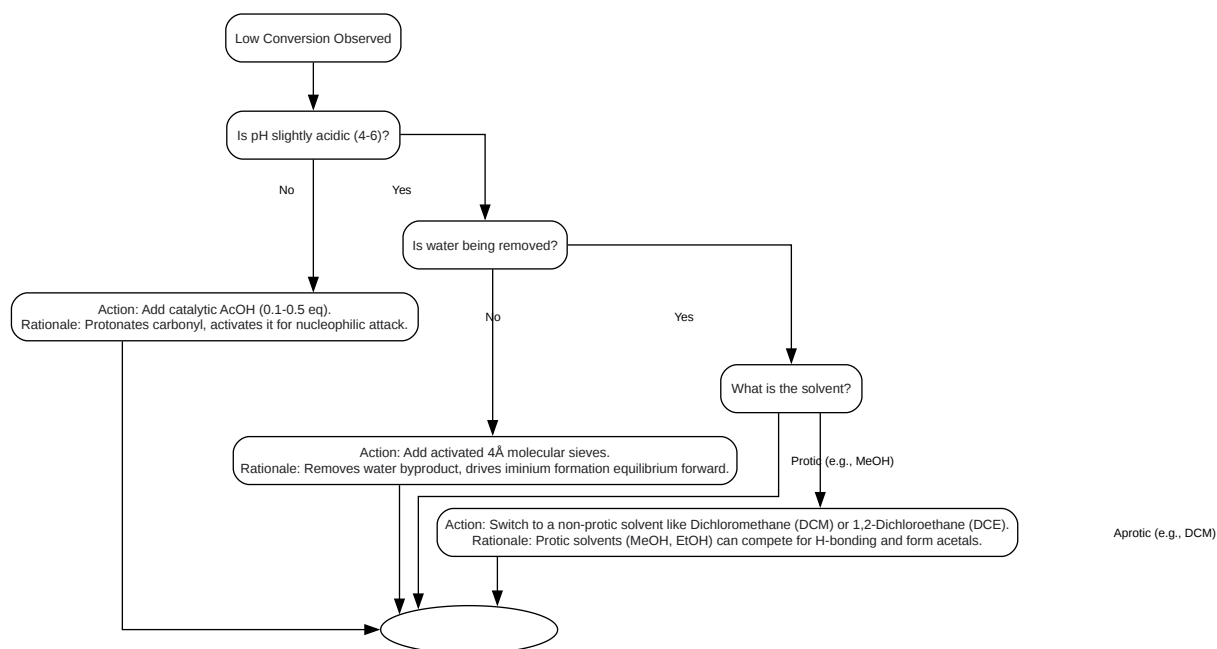 Low Conversion Observed
Is pH slightly acidic (4-6)?
No
Yes
Is water being removed?
Action: Add catalytic AcOH (0.1-0.5 eq).
Rationale: Protonates carbonyl, activates it for nucleophilic attack.
No
Yes
What is the solvent?
Action: Add activated 4Å molecular sieves.
Rationale: Removes water byproduct, drives iminium formation equilibrium forward.
Protic (e.g., MeOH)
Action: Switch to a non-protic solvent like Dichloromethane (DCM) or 1,2-Dichloroethane (DCE).
Rationale: Protic solvents (MeOH, EtOH) can compete for H-bonding and form acetals.
Aprotic (e.g., DCM)